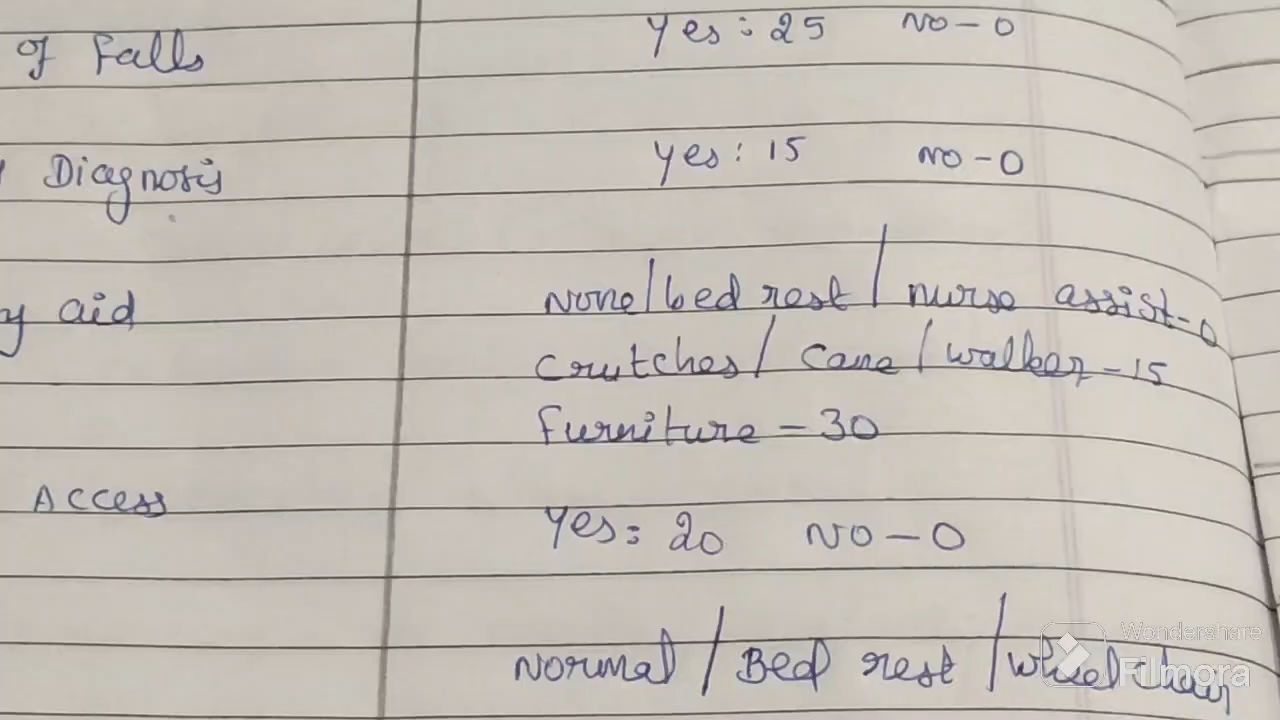 of Falls Yes: 25 No - 0
Diagnosis Yes: 15 No - 0
y aid None / bed rest / nurse assist - 0
crutches / cane / walker - 15
Furniture - 30
Access Yes: 20 No - 0
Normal / Bed rest / wheelchair
Wondershare
Filmora